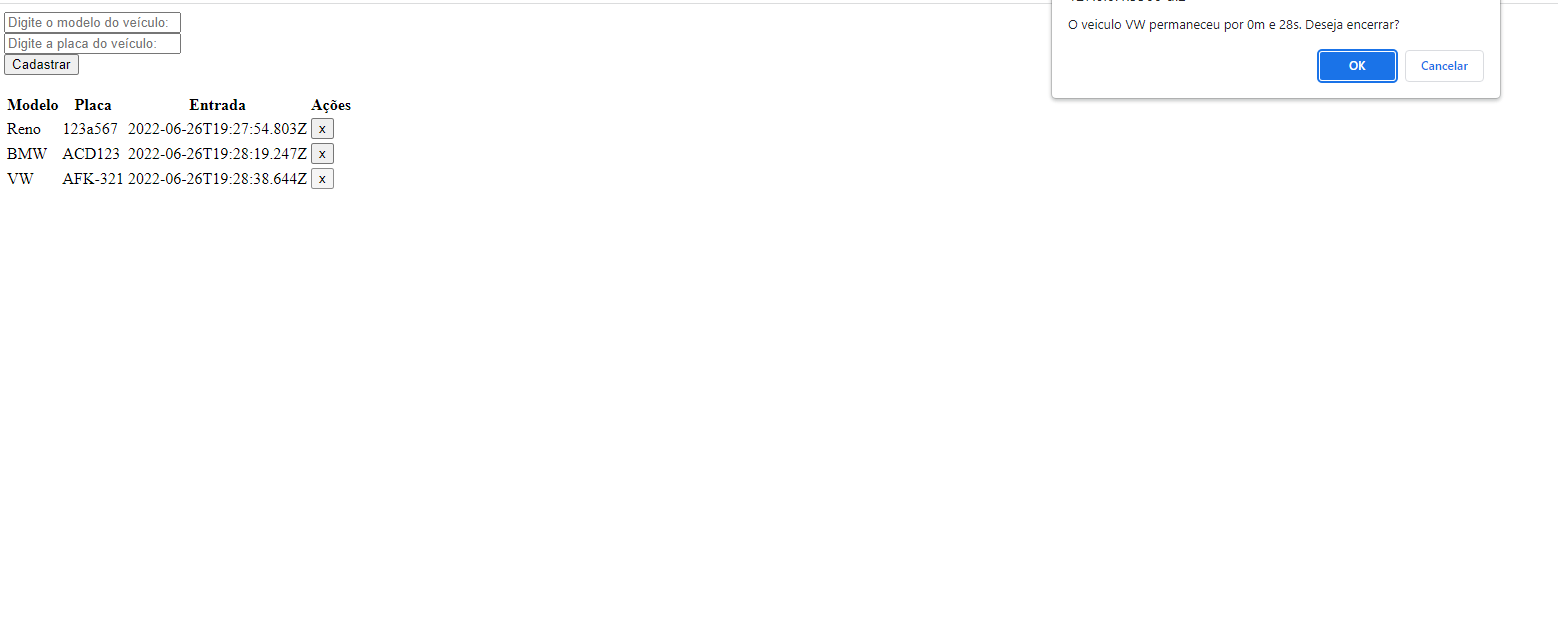 Digite o modelo do veículo:
Digite a placa do veículo:
Cadastrar
O veiculo VW permaneceu por 0m e 28s. Deseja encerrar?
OK Cancelar
Modelo Placa Entrada Ações
Reno 123a567 2022-06-26T19:27:54.803Z x
BMW ACD123 2022-06-26T19:28:19.247Z x
VW AFK-321 2022-06-26T19:28:38.644Z x